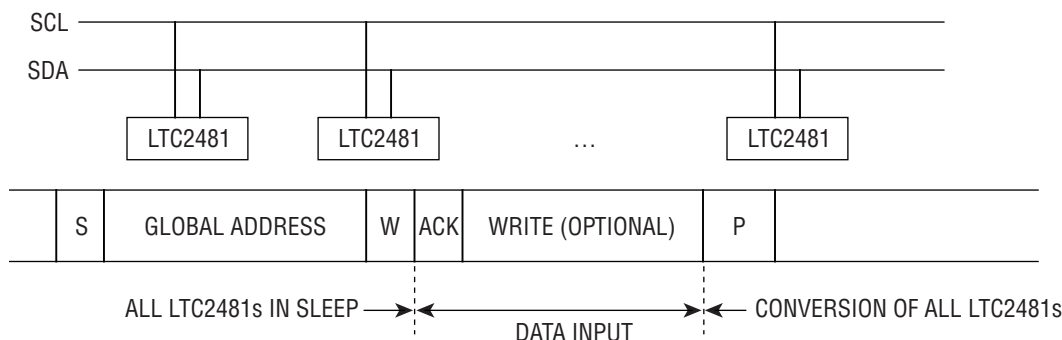 SCL
SDA
LTC2481 LTC2481 ... LTC2481
S GLOBAL ADDRESS W ACK WRITE (OPTIONAL) P
ALL LTC2481s IN SLEEP DATA INPUT CONVERSION OF ALL LTC2481s